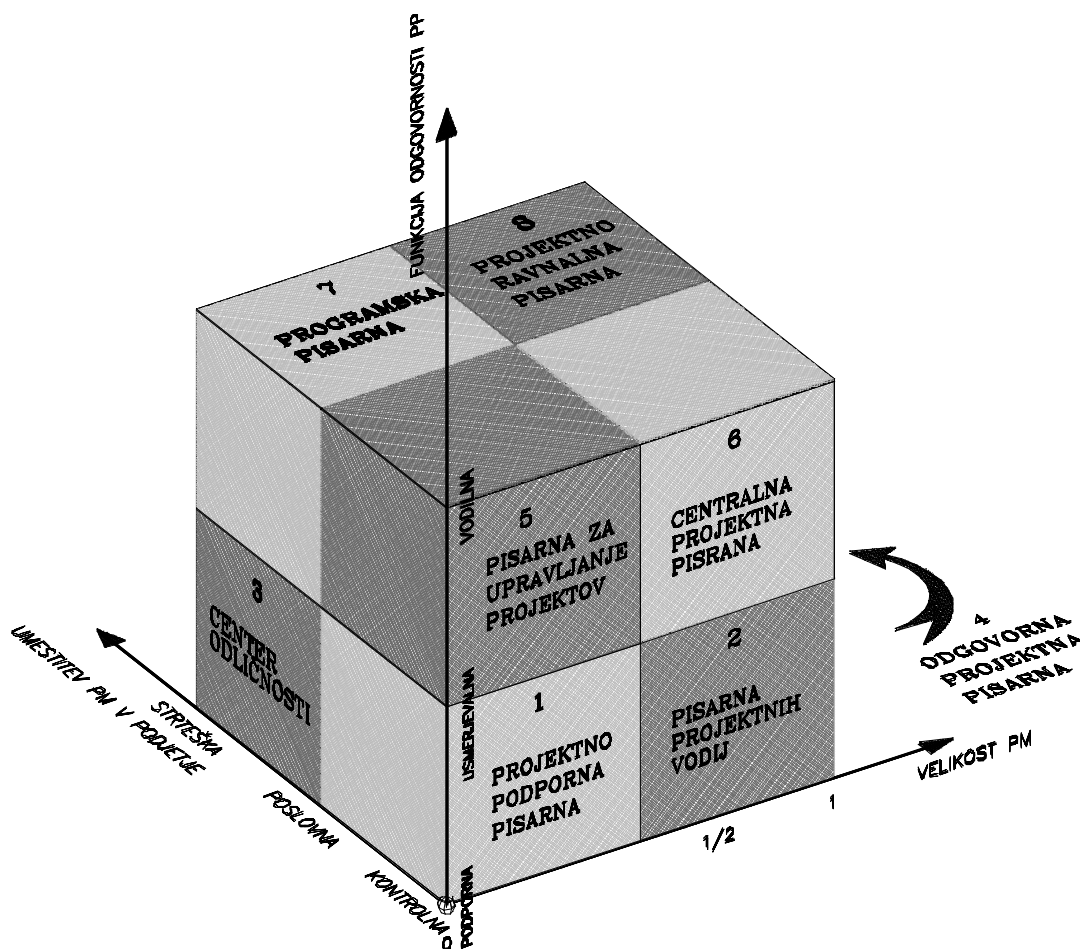 FUNKCIJA ODGOVORNOSTI PP
8
PROJEKTNO
RAVNALNA
PISARNA
7
PROGRAMSKA
PISARNA
6
CENTRALNA
PROJEKTNA
PISRANA
VODILNA
5
PISARNA ZA
UPRAVLJANJE
PROJEKTOV
3
CENTER
ODLIČNOSTI
4
ODGOVORNA
PROJEKTNA
PISARNA
2
PISARNA
PROJEKTNIH
VODIJ
USMERJEVALNA
1
PROJEKTNO
PODPORNA
PISARNA
UMESTITEV PM V PODJETJE
STRTEŠKA
POSLOVNA
KONTROLNA
0
PODPORNA
1/2
1
VELIKOST PM